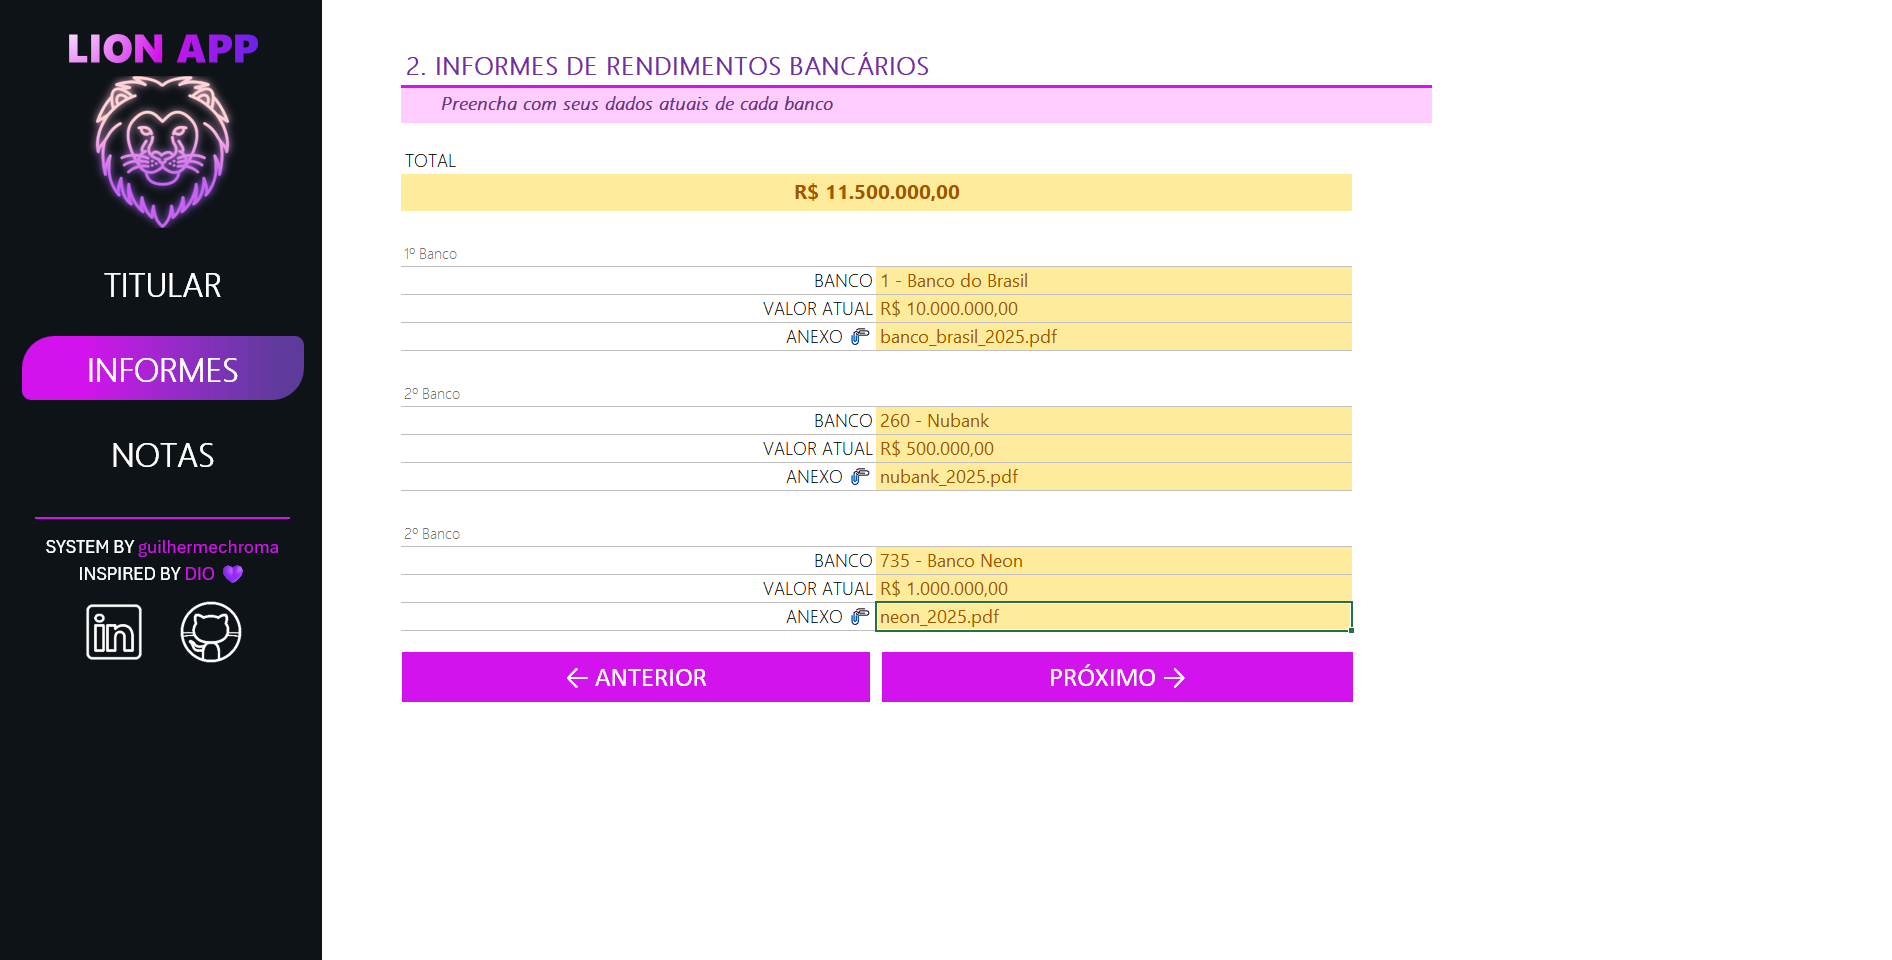 LION APP
TITULAR
INFORMES
NOTAS
SYSTEM BY guilhermechroma
INSPIRED BY DIO 💜
in
2. INFORMES DE RENDIMENTOS BANCÁRIOS
Preencha com seus dados atuais de cada banco
TOTAL
R$ 11.500.000,00
1º Banco
BANCO 1 - Banco do Brasil
VALOR ATUAL R$ 10.000.000,00
ANEXO banco_brasil_2025.pdf
2º Banco
BANCO 260 - Nubank
VALOR ATUAL R$ 500.000,00
ANEXO nubank_2025.pdf
2º Banco
BANCO 735 - Banco Neon
VALOR ATUAL R$ 1.000.000,00
ANEXO neon_2025.pdf
← ANTERIOR
PRÓXIMO →